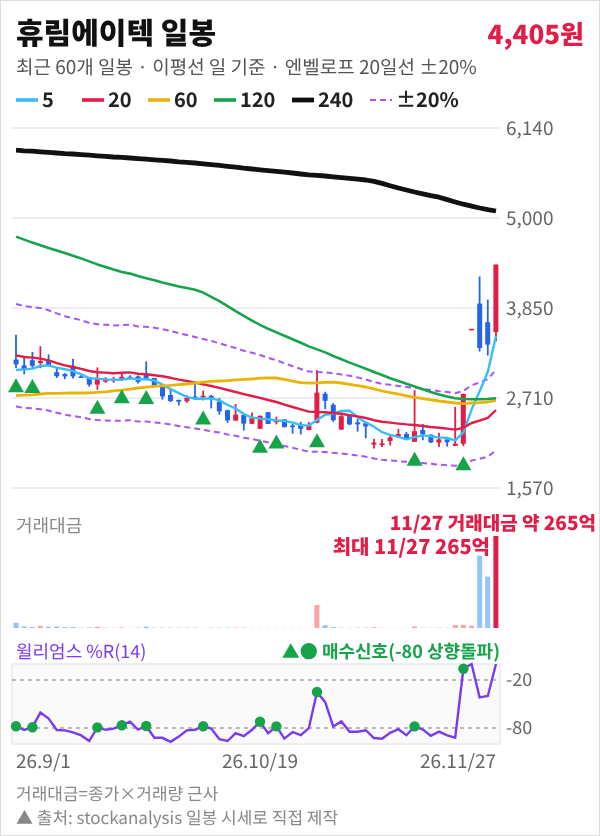 휴림에이텍 일봉
4,405원
최근 60개 일봉 · 이평선 일 기준 · 엔벨로프 20일선 ±20%
5 20 60 120 240 ±20%
6,140
5,000
3,850
2,710
1,570
거래대금
11/27 거래대금 약 265억
최대 11/27 265억
윌리엄스 %R(14)
▲● 매수신호(-80 상향돌파)
-20
-80
26.9/1 26.10/19 26.11/27
거래대금=종가×거래량 근사
▲ 출처: stockanalysis 일봉 시세로 직접 제작